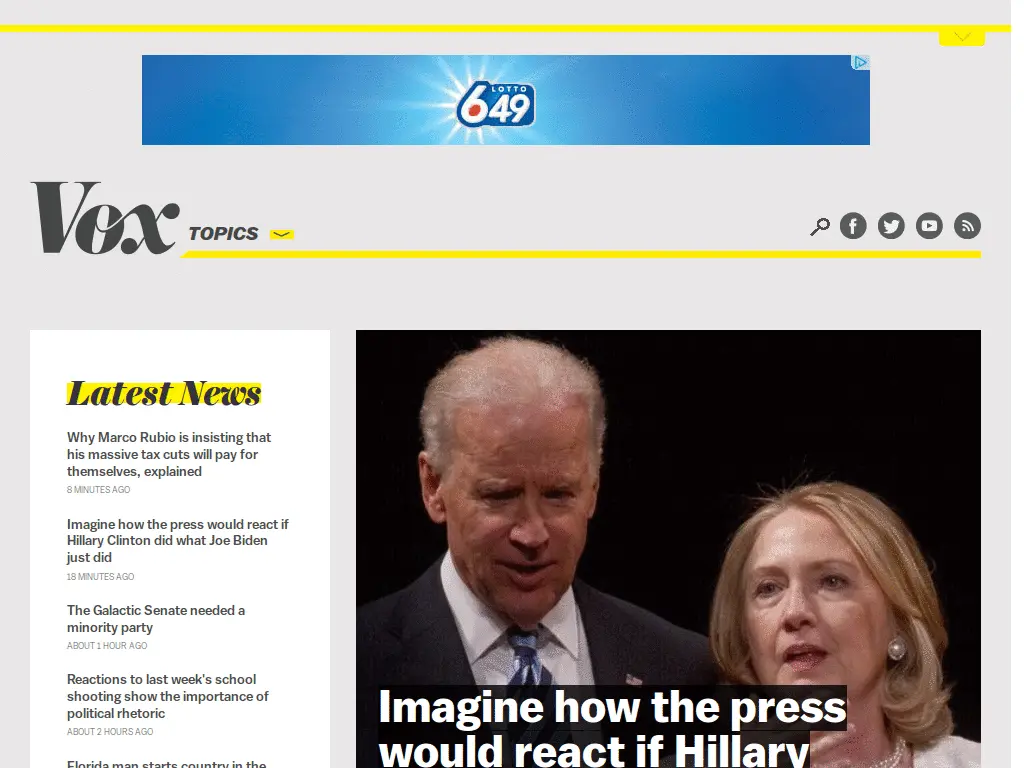 LOTTO
649
Vox
TOPICS
Latest News
Why Marco Rubio is insisting that
his massive tax cuts will pay for
themselves, explained
8 MINUTES AGO
Imagine how the press would react if
Hillary Clinton did what Joe Biden
just did
18 MINUTES AGO
The Galactic Senate needed a
minority party
ABOUT 1 HOUR AGO
Reactions to last week's school
shooting show the importance of
political rhetoric
ABOUT 2 HOURS AGO
Florida man starts country in the
Imagine how the press
would react if Hillary